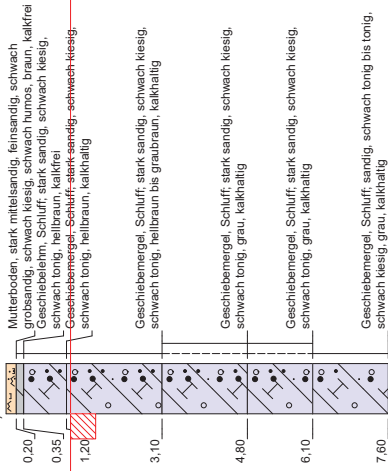 Mutterboden, stark mittelsandig, feinsandig, schwach
grobsandig, schwach kiesig, schwach humos, braun, kalkfrei
0,20
Geschiebelehm, Schluff; stark sandig, schwach kiesig,
schwach tonig, hellbraun, kalkfrei
0,35
Geschiebemergel, Schluff; stark sandig, schwach kiesig,
schwach tonig, hellbraun, kalkhaltig
1,20
Geschiebemergel, Schluff; stark sandig, schwach kiesig,
schwach tonig, hellbraun bis graubraun, kalkhaltig
3,10
Geschiebemergel, Schluff; stark sandig, schwach kiesig,
schwach tonig, grau, kalkhaltig
4,80
Geschiebemergel, Schluff; stark sandig, schwach kiesig,
schwach tonig, grau, kalkhaltig
6,10
Geschiebemergel, Schluff; sandig, schwach tonig bis tonig,
schwach kiesig, grau, kalkhaltig
7,60